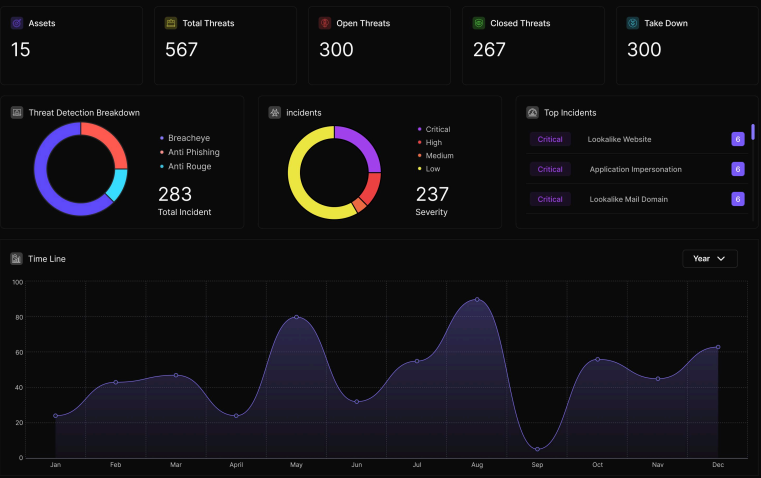 Assets
15
Total Threats
567
Open Threats
300
Closed Threats
267
Take Down
300
Threat Detection Breakdown
Breacheye
Anti Phishing
Anti Rouge
283
Total Incident
incidents
Critical
High
Medium
Low
237
Severity
Top Incidents
Critical Lookalike Website 6
Critical Application Impersonation 6
Critical Lookalike Mail Domain 6
Time Line
Year
100
80
60
40
20
0
Jan Feb Mar April May Jun Jul Aug Sep Oct Nav Dec